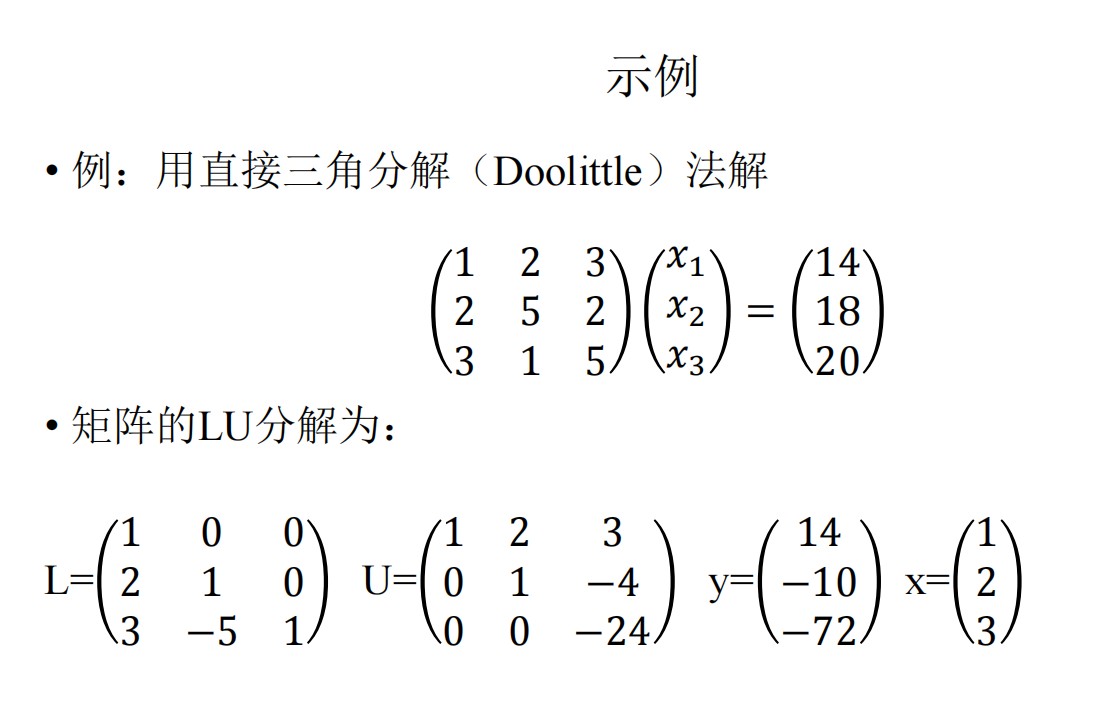 示例
• 例：用直接三角分解（Doolittle）法解
1 2 3 x1 14
2 5 2 x2 = 18
3 1 5 x3 20
• 矩阵的LU分解为：
1 0 0 1 2 3 14 1
L= 2 1 0 U= 0 1 −4 y= −10 x= 2
3 −5 1 0 0 −24 −72 3